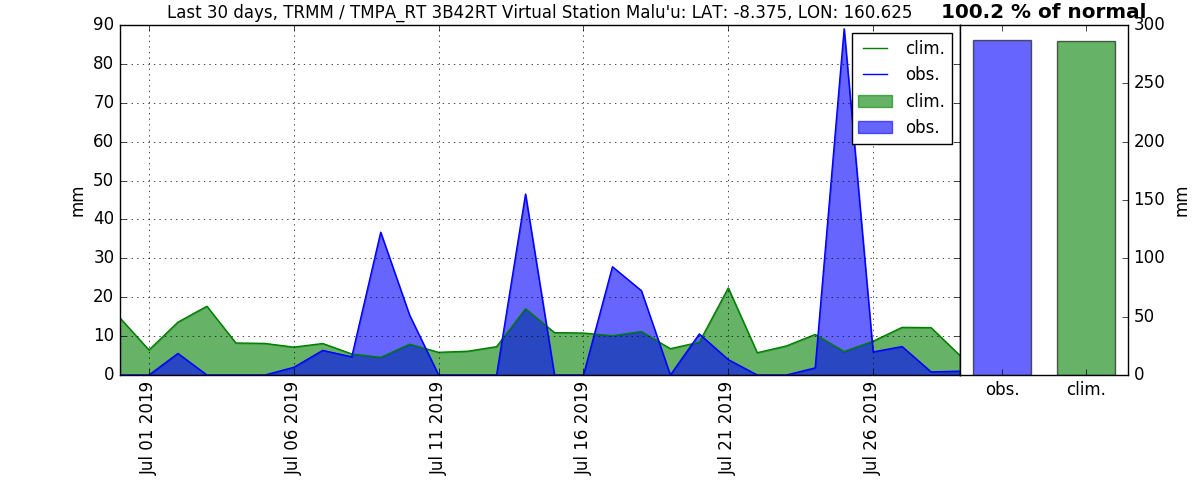 Last 30 days, TRMM / TMPA_RT 3B42RT Virtual Station Malu'u: LAT: -8.375, LON: 160.625
100.2 % of normal
90
80
70
60
50
40
30
20
10
0
mm
clim.
obs.
clim.
obs.
Jul 01 2019
Jul 06 2019
Jul 11 2019
Jul 16 2019
Jul 21 2019
Jul 26 2019
300
250
200
150
100
50
0
mm
obs.
clim.